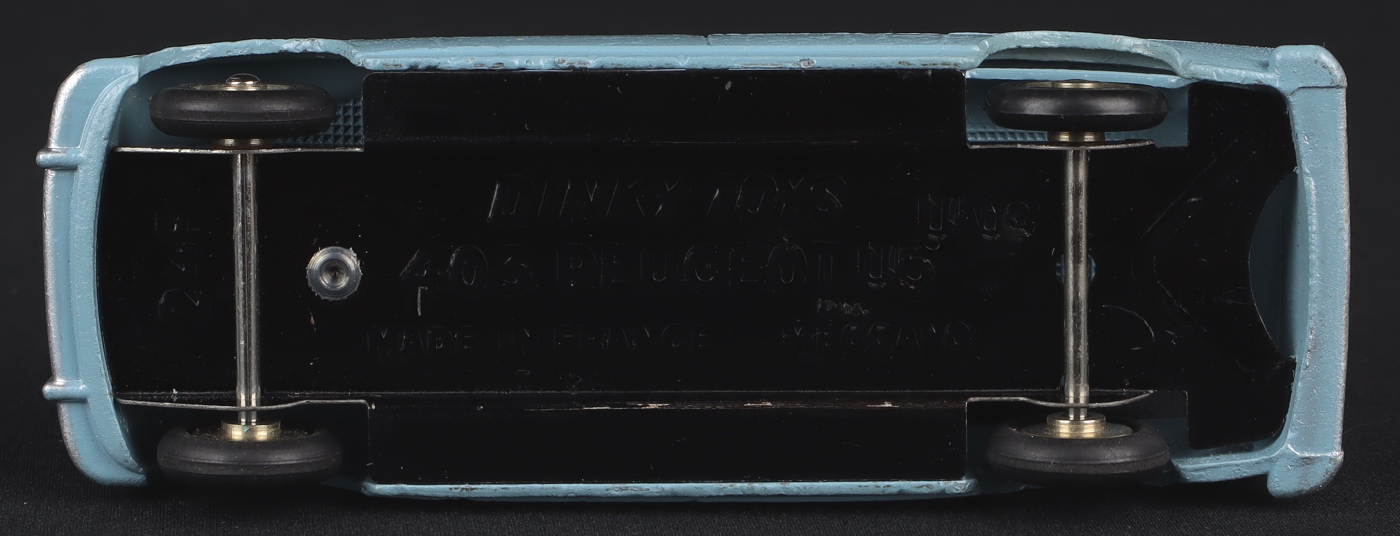 DINKY TOYS
403 PEUGEOT U5
MADE IN FRANCE MECCANO